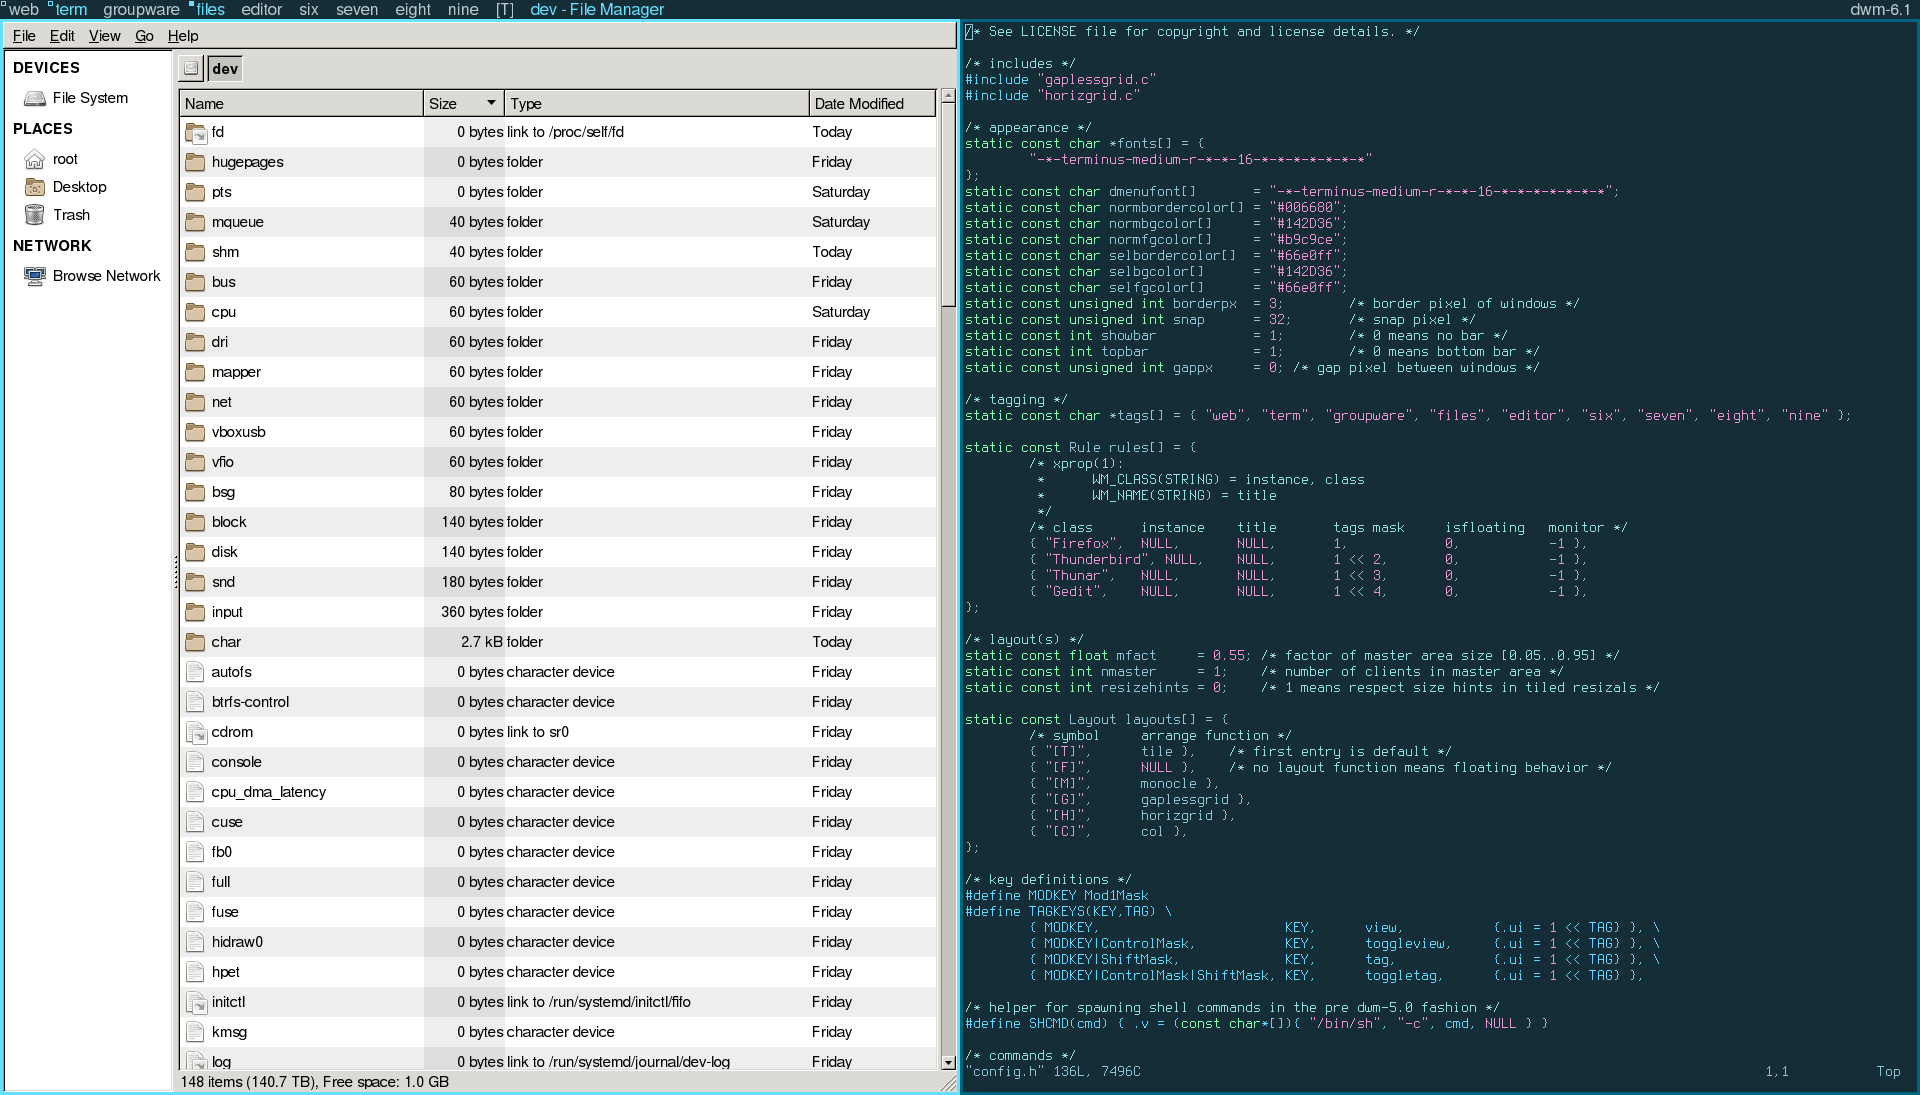 web term groupware files editor six seven eight nine [T] dev - File Manager dwm-6.1
File Edit View Go Help
DEVICES
File System
PLACES
root
Desktop
Trash
NETWORK
Browse Network
dev
Name Size Type Date Modified
fd 0 bytes link to /proc/self/fd Today
hugepages 0 bytes folder Friday
pts 0 bytes folder Saturday
mqueue 40 bytes folder Saturday
shm 40 bytes folder Today
bus 60 bytes folder Friday
cpu 60 bytes folder Saturday
dri 60 bytes folder Friday
mapper 60 bytes folder Friday
net 60 bytes folder Friday
vboxusb 60 bytes folder Friday
vfio 60 bytes folder Friday
bsg 80 bytes folder Friday
block 140 bytes folder Friday
disk 140 bytes folder Friday
snd 180 bytes folder Friday
input 360 bytes folder Friday
char 2.7 kB folder Today
autofs 0 bytes character device Friday
btrfs-control 0 bytes character device Friday
cdrom 0 bytes link to sr0 Friday
console 0 bytes character device Friday
cpu_dma_latency 0 bytes character device Friday
cuse 0 bytes character device Friday
fb0 0 bytes character device Friday
full 0 bytes character device Friday
fuse 0 bytes character device Friday
hidraw0 0 bytes character device Friday
hpet 0 bytes character device Friday
initctl 0 bytes link to /run/systemd/initctl/fifo Friday
kmsg 0 bytes character device Friday
log 0 bytes link to /run/systemd/journal/dev-log Friday
148 items (140.7 TB), Free space: 1.0 GB
/* See LICENSE file for copyright and license details. */
/* includes */
#include "gaplessgrid.c"
#include "horizgrid.c"
/* appearance */
static const char *fonts[] = {
"-*-terminus-medium-r-*-*-16-*-*-*-*-*-*-*"
};
static const char dmenufont[] = "-*-terminus-medium-r-*-*-16-*-*-*-*-*-*-*";
static const char normbordercolor[] = "#006680";
static const char normbgcolor[] = "#142D36";
static const char normfgcolor[] = "#b9c9ce";
static const char selbordercolor[] = "#66e0ff";
static const char selbgcolor[] = "#142D36";
static const char selfgcolor[] = "#66e0ff";
static const unsigned int borderpx = 3; /* border pixel of windows */
static const unsigned int snap = 32; /* snap pixel */
static const int showbar = 1; /* 0 means no bar */
static const int topbar = 1; /* 0 means bottom bar */
static const unsigned int gappx = 0; /* gap pixel between windows */
/* tagging */
static const char *tags[] = { "web", "term", "groupware", "files", "editor", "six", "seven", "eight", "nine" };
static const Rule rules[] = {
/* xprop(1):
* WM_CLASS(STRING) = instance, class
* WM_NAME(STRING) = title
*/
/* class instance title tags mask isfloating monitor */
{ "Firefox", NULL, NULL, 1, 0, -1 },
{ "Thunderbird", NULL, NULL, 1 << 2, 0, -1 },
{ "Thunar", NULL, NULL, 1 << 3, 0, -1 },
{ "Gedit", NULL, NULL, 1 << 4, 0, -1 },
};
/* layout(s) */
static const float mfact = 0.55; /* factor of master area size [0.05..0.95] */
static const int nmaster = 1; /* number of clients in master area */
static const int resizehints = 0; /* 1 means respect size hints in tiled resizals */
static const Layout layouts[] = {
/* symbol arrange function */
{ "[T]", tile }, /* first entry is default */
{ "[F]", NULL }, /* no layout function means floating behavior */
{ "[M]", monocle },
{ "[G]", gaplessgrid },
{ "[H]", horizgrid },
{ "[C]", col },
};
/* key definitions */
#define MODKEY Mod1Mask
#define TAGKEYS(KEY,TAG) \
{ MODKEY, KEY, view, {.ui = 1 << TAG} }, \
{ MODKEY|ControlMask, KEY, toggleview, {.ui = 1 << TAG} }, \
{ MODKEY|ShiftMask, KEY, tag, {.ui = 1 << TAG} }, \
{ MODKEY|ControlMask|ShiftMask, KEY, toggletag, {.ui = 1 << TAG} },
/* helper for spawning shell commands in the pre dwm-5.0 fashion */
#define SHCMD(cmd) { .v = (const char*[]){ "/bin/sh", "-c", cmd, NULL } }
/* commands */
"config.h" 136L, 7496C 1,1 Top